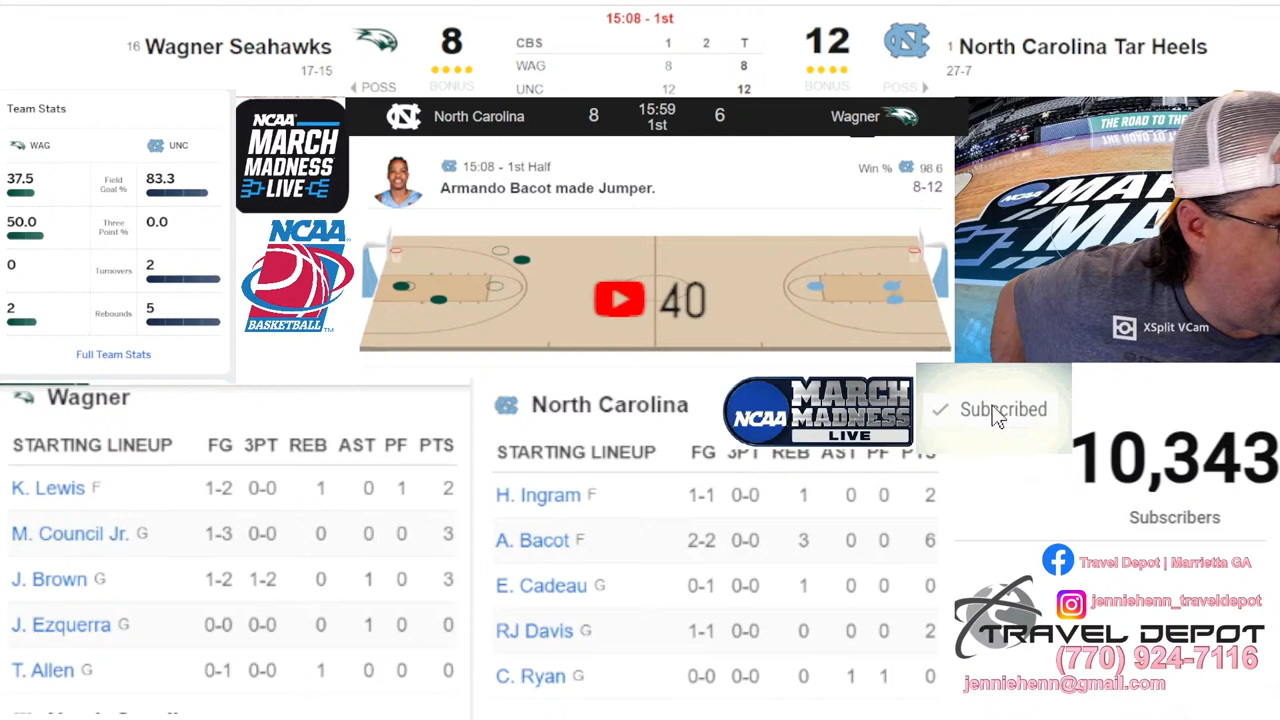 15:08 - 1st
16 Wagner Seahawks
17-15
8
BONUS
POSS
CBS 1 2 T
WAG 8 8
UNC 12 12
12
BONUS
POSS
1 North Carolina Tar Heels
27-7
Team Stats
WAG UNC
37.5 Field Goal % 83.3
50.0 Three Point % 0.0
0 Turnovers 2
2 Rebounds 5
Full Team Stats
NCAA
MARCH
MADNESS
LIVE
NCAA
BASKETBALL
TM
North Carolina 8 15:59 1st 6 Wagner
15:08 - 1st Half
Armando Bacot made Jumper.
Win % 98.6
8-12
40
THE ROAD TO THE
NCAA
XSplit VCam
Wagner
STARTING LINEUP FG 3PT REB AST PF PTS
K. Lewis F 1-2 0-0 1 0 1 2
M. Council Jr. G 1-3 0-0 0 0 0 3
J. Brown G 1-2 1-2 0 1 0 3
J. Ezquerra G 0-0 0-0 0 1 0 0
T. Allen G 0-1 0-0 1 0 0 0
North Carolina
NCAA MARCH MADNESS LIVE
STARTING LINEUP FG 3PT REB AST PF PTS
H. Ingram F 1-1 0-0 1 0 0 2
A. Bacot F 2-2 0-0 3 0 0 6
E. Cadeau G 0-1 0-0 1 0 0 0
RJ Davis G 1-1 0-0 0 0 0 2
C. Ryan G 0-0 0-0 0 1 1 0
Subscribed
10,343
Subscribers
Travel Depot | Marrietta GA
jenniehenn_traveldepot
TRAVEL DEPOT
(770) 924-7116
jenniehenn@gmail.com